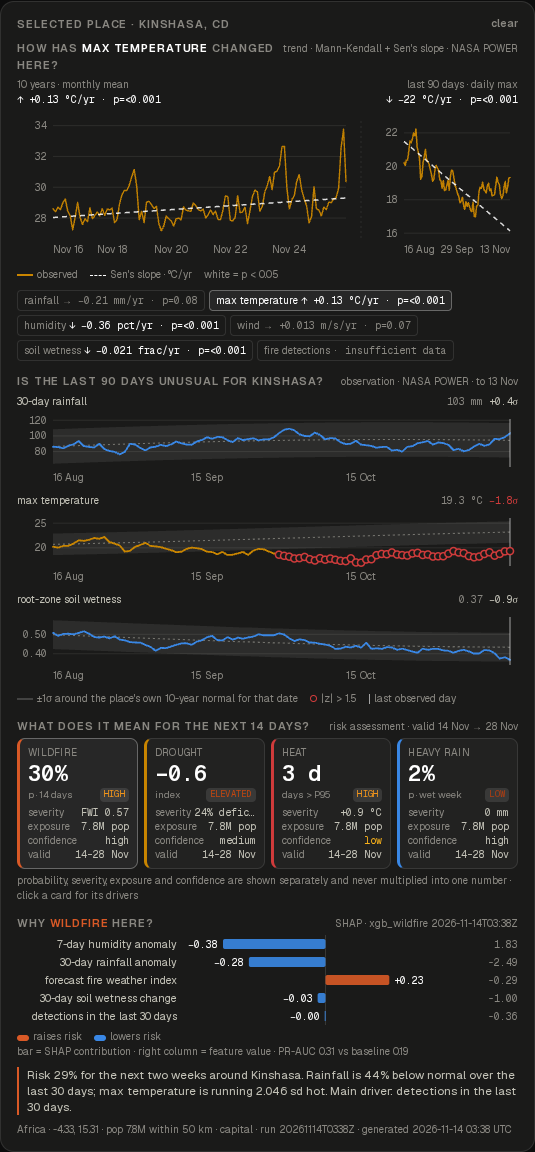 SELECTED PLACE · KINSHASA, CD
clear
HOW HAS MAX TEMPERATURE CHANGED HERE?
trend · Mann-Kendall + Sen's slope · NASA POWER
10 years · monthly mean
↑ +0.13 °C/yr · p=<0.001
last 90 days · daily max
↓ −22 °C/yr · p=<0.001
34
32
30
28
Nov 16 Nov 18 Nov 20 Nov 22 Nov 24
22
20
18
16
16 Aug 29 Sep 13 Nov
observed Sen's slope · °C/yr white = p < 0.05
rainfall → −0.21 mm/yr · p=0.08
max temperature ↑ +0.13 °C/yr · p=<0.001
humidity ↓ −0.36 pct/yr · p=<0.001
wind → +0.013 m/s/yr · p=0.07
soil wetness ↓ −0.021 frac/yr · p=<0.001
fire detections · insufficient data
IS THE LAST 90 DAYS UNUSUAL FOR KINSHASA?
observation · NASA POWER · to 13 Nov
30-day rainfall
103 mm +0.4σ
120
100
80
16 Aug 15 Sep 15 Oct
max temperature
19.3 °C −1.8σ
25
20
16 Aug 15 Sep 15 Oct
root-zone soil wetness
0.37 −0.9σ
0.50
0.40
16 Aug 15 Sep 15 Oct
±1σ around the place's own 10-year normal for that date |z| > 1.5 last observed day
WHAT DOES IT MEAN FOR THE NEXT 14 DAYS?
risk assessment · valid 14 Nov → 28 Nov
WILDFIRE
30%
p · 14 days HIGH
severity FWI 0.57
exposure 7.8M pop
confidence high
valid 14–28 Nov
DROUGHT
−0.6
index ELEVATED
severity 24% defic…
exposure 7.8M pop
confidence medium
valid 14–28 Nov
HEAT
3 d
days > P95 HIGH
severity +0.9 °C
exposure 7.8M pop
confidence low
valid 14–28 Nov
HEAVY RAIN
2%
p · wet week LOW
severity 0 mm
exposure 7.8M pop
confidence high
valid 14–28 Nov
probability, severity, exposure and confidence are shown separately and never multiplied into one number ·
click a card for its drivers
WHY WILDFIRE HERE?
SHAP · xgb_wildfire 2026-11-14T03:38Z
7-day humidity anomaly −0.38 1.83
30-day rainfall anomaly −0.28 −2.49
forecast fire weather index +0.23 −0.29
30-day soil wetness change −0.03 −1.00
detections in the last 30 days −0.00 −0.36
raises risk lowers risk
bar = SHAP contribution · right column = feature value · PR-AUC 0.31 vs baseline 0.19
Risk 29% for the next two weeks around Kinshasa. Rainfall is 44% below normal over the
last 30 days; max temperature is running 2.046 sd hot. Main driver: detections in the last
30 days.
Africa · -4.33, 15.31 · pop 7.8M within 50 km · capital · run 20261114T0338Z · generated 2026-11-14 03:38 UTC